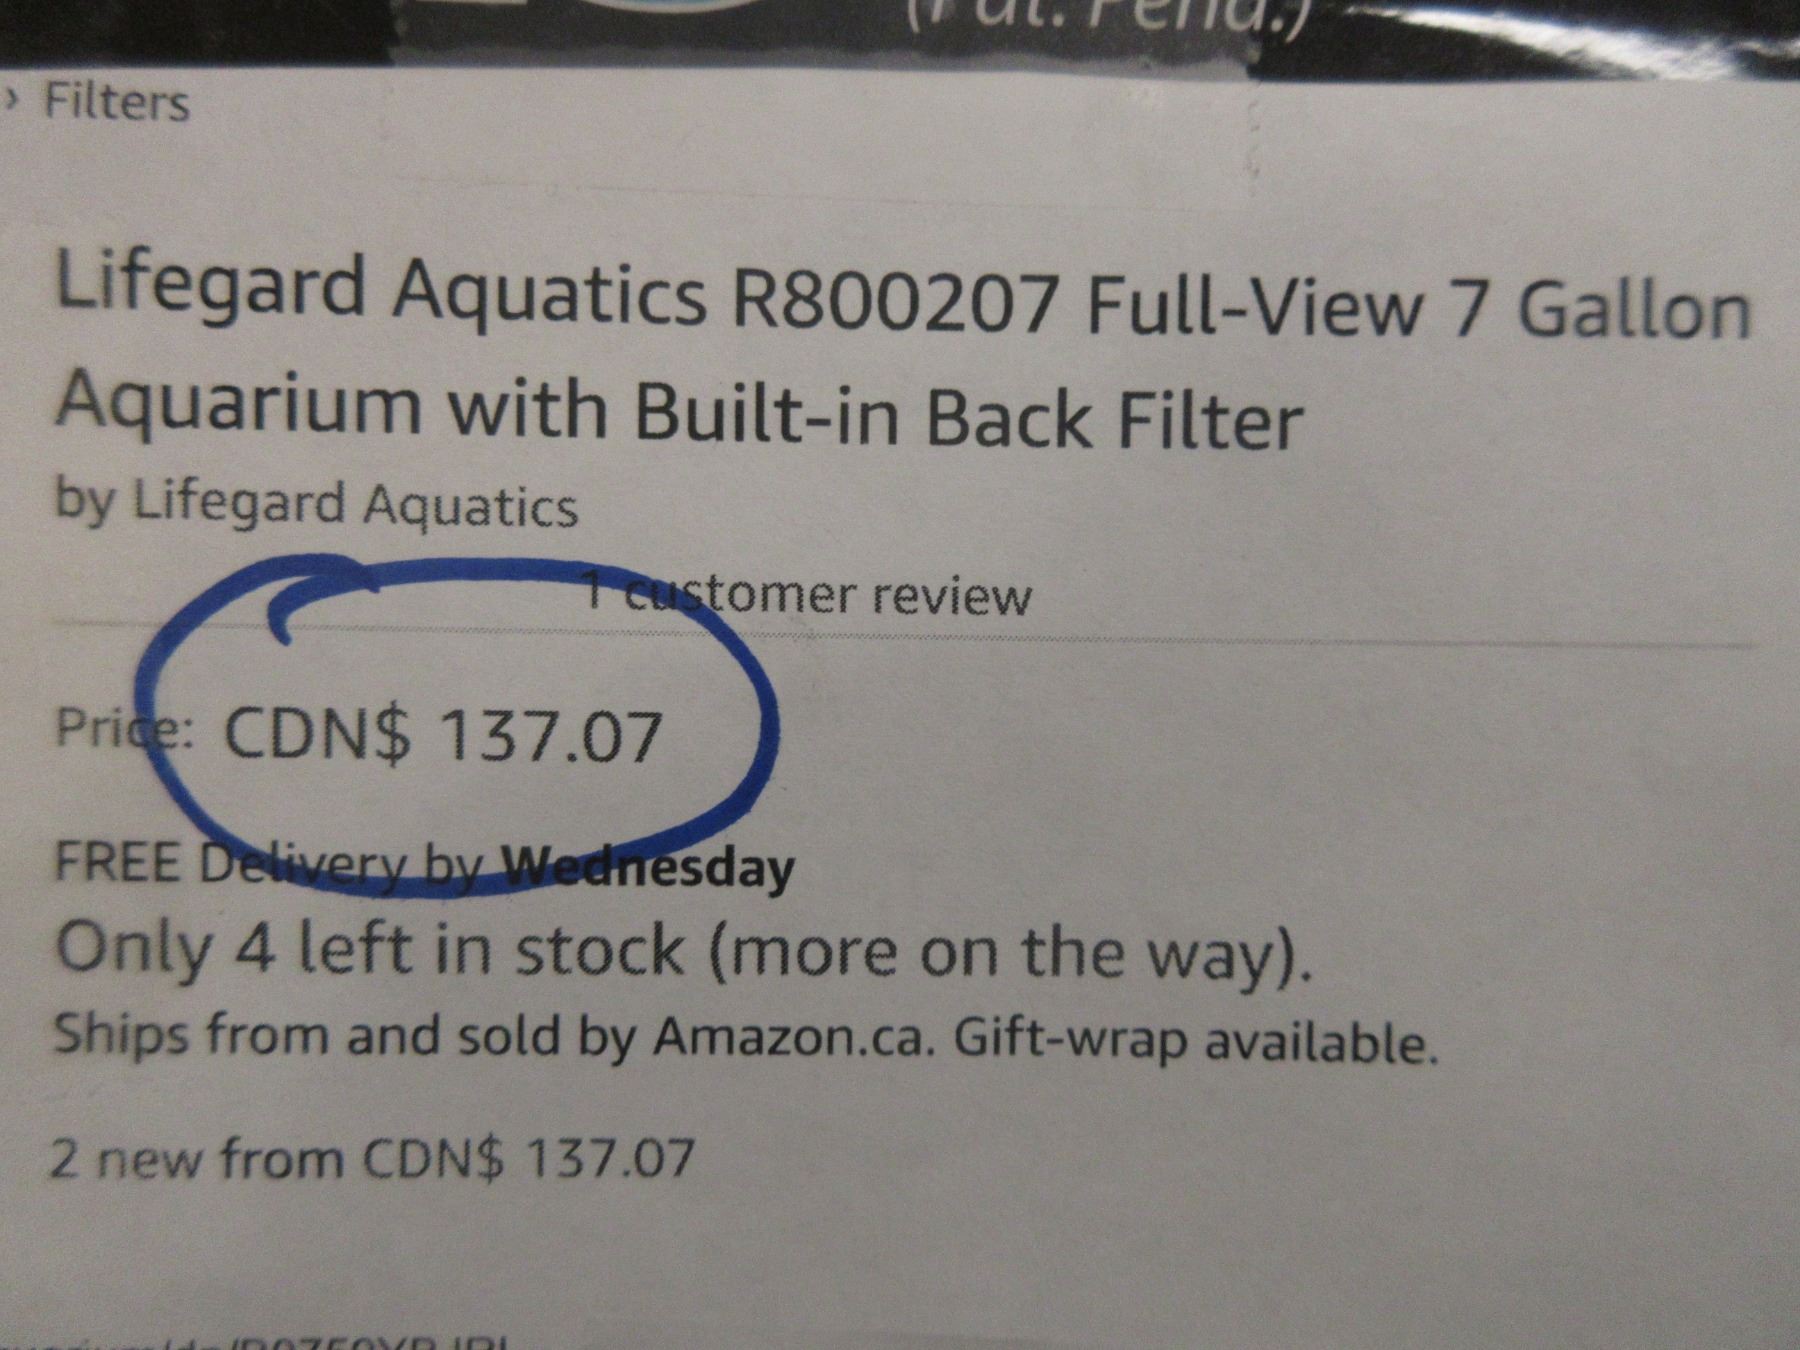 (Pat. Pend.)
› Filters
Lifegard Aquatics R800207 Full-View 7 Gallon
Aquarium with Built-in Back Filter
by Lifegard Aquatics
1 customer review
Price: CDN$ 137.07
FREE Delivery by Wednesday
Only 4 left in stock (more on the way).
Ships from and sold by Amazon.ca. Gift-wrap available.
2 new from CDN$ 137.07